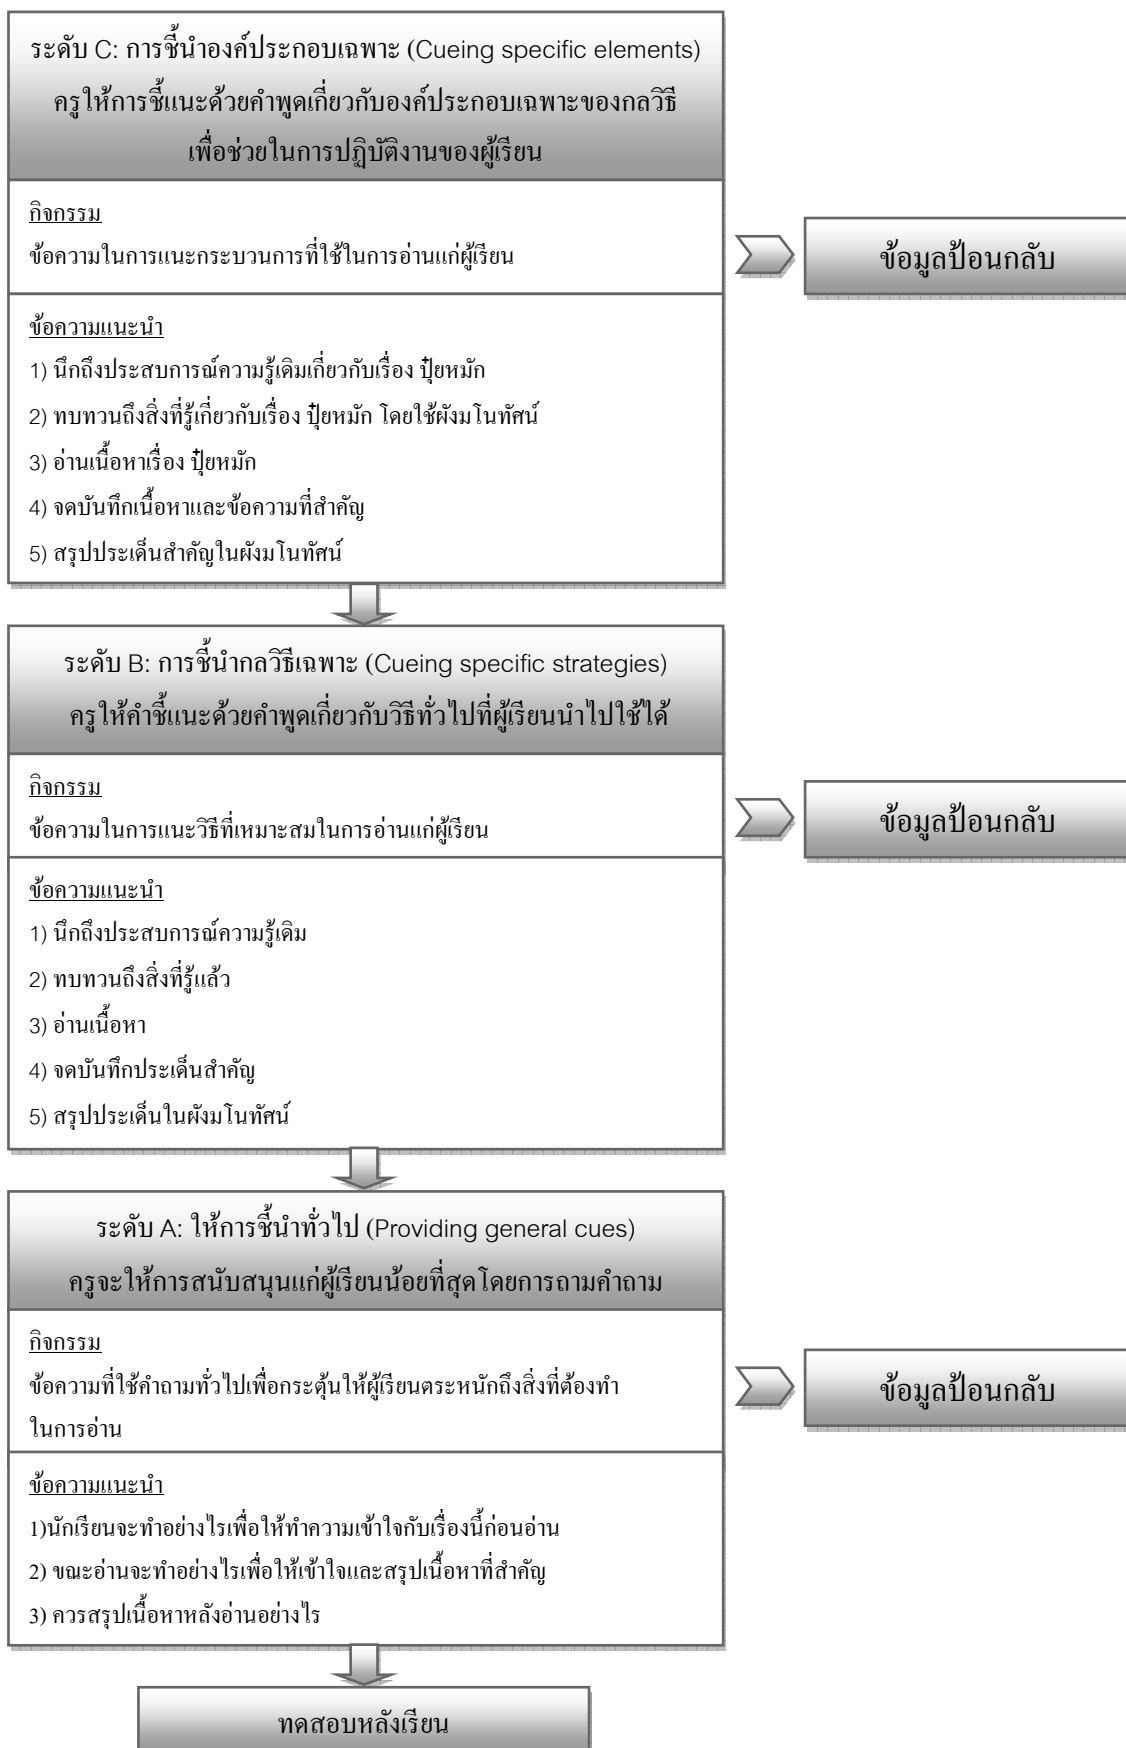 ระดับ C: การชี้นำองค์ประกอบเฉพาะ (Cueing specific elements)
ครูให้การชี้แนะด้วยคำพูดเกี่ยวกับองค์ประกอบเฉพาะของกลวิธี
เพื่อช่วยในการปฏิบัติงานของผู้เรียน
กิจกรรม
ข้อความในการแนะกระบวนการที่ใช้ในการอ่านแก่ผู้เรียน
ข้อมูลป้อนกลับ
ข้อความแนะนำ
1) นึกถึงประสบการณ์ความรู้เดิมเกี่ยวกับเรื่อง ปุ๋ยหมัก
2) ทบทวนถึงสิ่งที่รู้เกี่ยวกับเรื่อง ปุ๋ยหมัก โดยใช้ผังมโนทัศน์
3) อ่านเนื้อหาเรื่อง ปุ๋ยหมัก
4) จดบันทึกเนื้อหาและข้อความที่สำคัญ
5) สรุปประเด็นสำคัญในผังมโนทัศน์
ระดับ B: การชี้นำกลวิธีเฉพาะ (Cueing specific strategies)
ครูให้คำชี้แนะด้วยคำพูดเกี่ยวกับวิธีทั่วไปที่ผู้เรียนนำไปใช้ได้
กิจกรรม
ข้อความในการแนะวิธีที่เหมาะสมในการอ่านแก่ผู้เรียน
ข้อมูลป้อนกลับ
ข้อความแนะนำ
1) นึกถึงประสบการณ์ความรู้เดิม
2) ทบทวนถึงสิ่งที่รู้แล้ว
3) อ่านเนื้อหา
4) จดบันทึกประเด็นสำคัญ
5) สรุปประเด็นในผังมโนทัศน์
ระดับ A: ให้การชี้นำทั่วไป (Providing general cues)
ครูจะให้การสนับสนุนแก่ผู้เรียนน้อยที่สุดโดยการถามคำถาม
กิจกรรม
ข้อความที่ใช้คำถามทั่วไปเพื่อกระตุ้นให้ผู้เรียนตระหนักถึงสิ่งที่ต้องทำ
ในการอ่าน
ข้อมูลป้อนกลับ
ข้อความแนะนำ
1)นักเรียนจะทำอย่างไรเพื่อให้ทำความเข้าใจกับเรื่องนี้ก่อนอ่าน
2) ขณะอ่านจะทำอย่างไรเพื่อให้เข้าใจและสรุปเนื้อหาที่สำคัญ
3) ควรสรุปเนื้อหาหลังอ่านอย่างไร
ทดสอบหลังเรียน